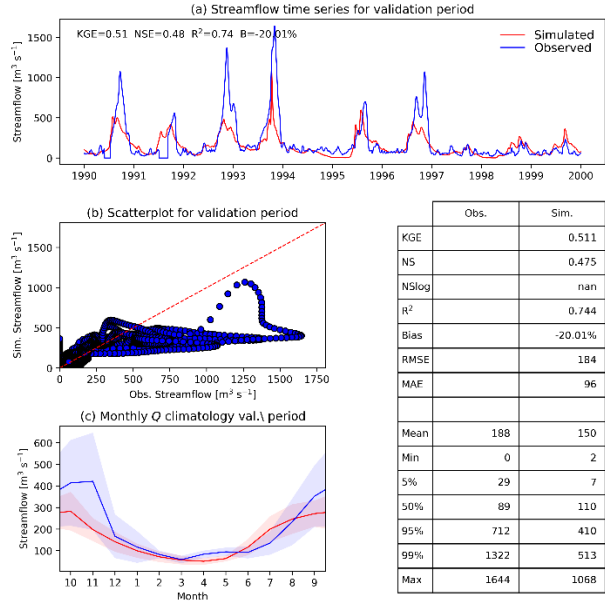 (a) Streamflow time series for validation period
KGE=0.51 NSE=0.48 R²=0.74 B=-20.01%
Simulated
Observed
Streamflow [m³ s⁻¹]
1500
1000
500
0
1990 1991 1992 1993 1994 1995 1996 1997 1998 1999 2000
(b) Scatterplot for validation period
Sim. Streamflow [m³ s⁻¹]
1500
1000
500
0
0 250 500 750 1000 1250 1500 1750
Obs. Streamflow [m³ s⁻¹]
(c) Monthly Q climatology val.\ period
Streamflow [m³ s⁻¹]
600
500
400
300
200
100
10 11 12 1 2 3 4 5 6 7 8 9
Month
Obs. Sim.
KGE 0.511
NS 0.475
NSlog nan
R² 0.744
Bias -20.01%
RMSE 184
MAE 96
Mean 188 150
Min 0 2
5% 29 7
50% 89 110
95% 712 410
99% 1322 513
Max 1644 1068